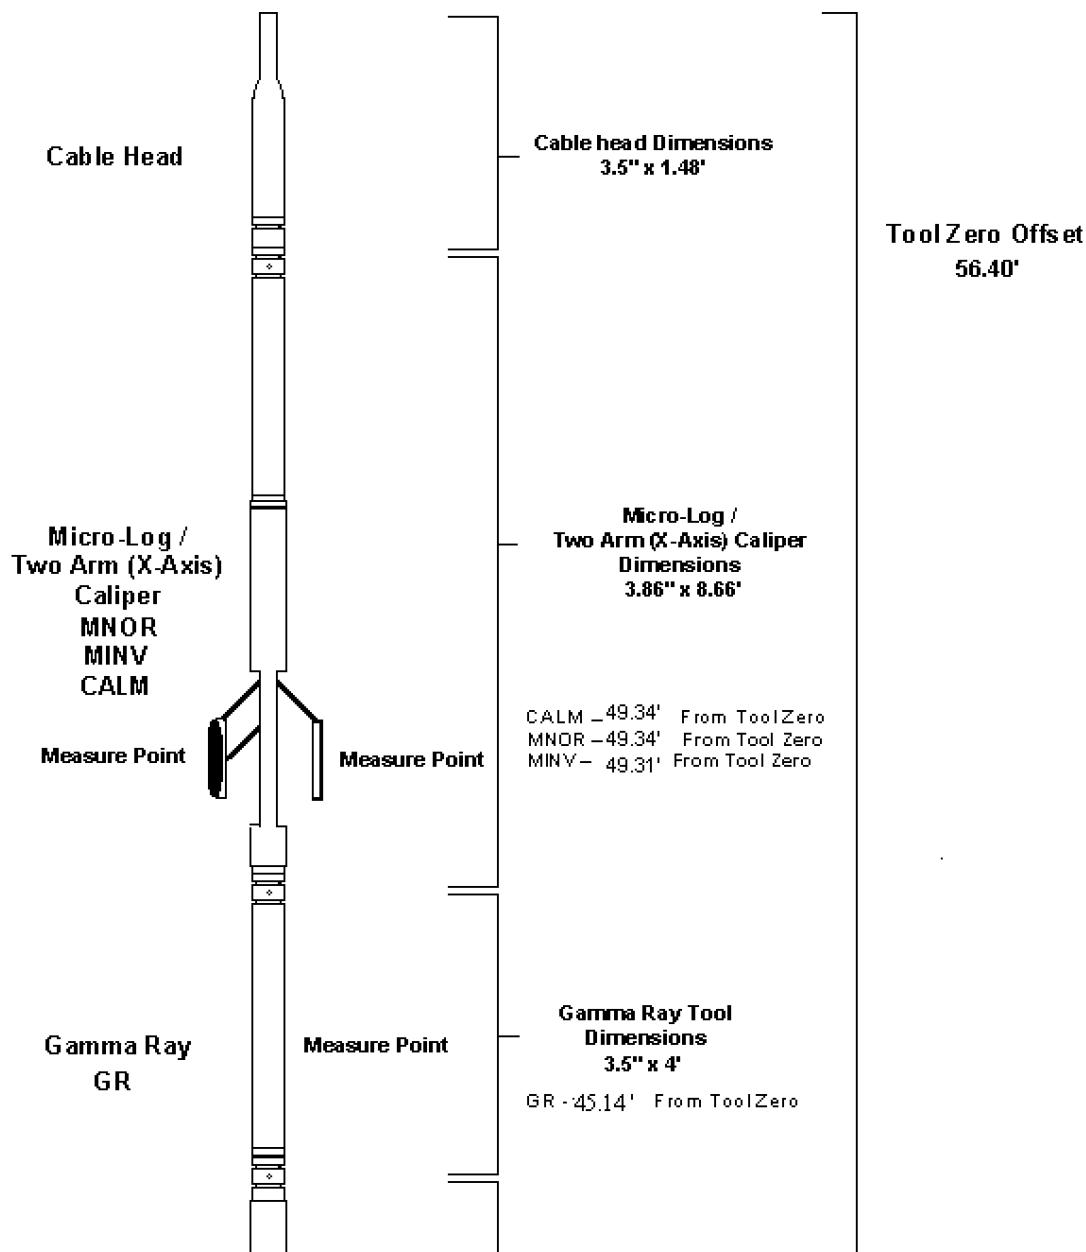 Cable Head
Cable head Dimensions
3.5" x 1.48'
Tool Zero Offset
56.40'
Micro-Log /
Two Arm (X-Axis)
Caliper
MNOR
MINV
CALM
Micro-Log /
Two Arm (X-Axis) Caliper
Dimensions
3.86" x 8.66'
Measure Point
Measure Point
CALM – 49.34' From Tool Zero
MNOR – 49.34' From Tool Zero
MINV – 49.31' From Tool Zero
Gamma Ray
GR
Measure Point
Gamma Ray Tool
Dimensions
3.5" x 4'
GR - 45.14' From Tool Zero